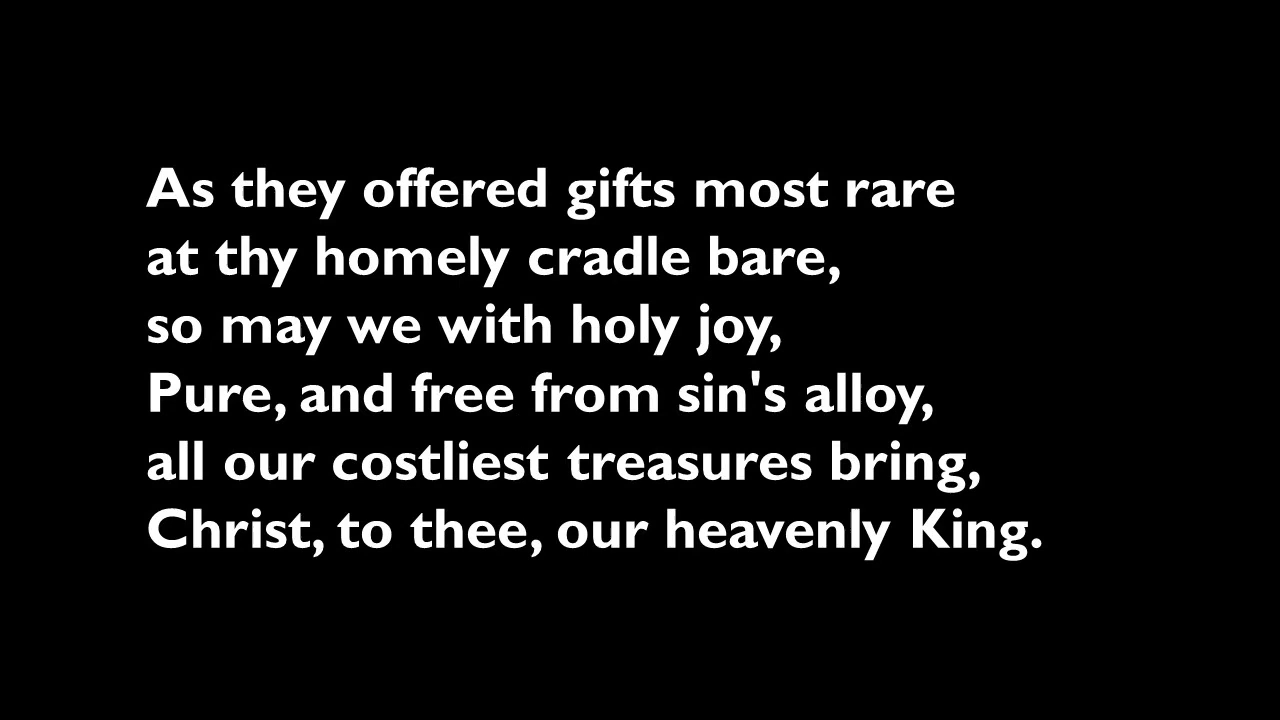 As they offered gifts most rare
at thy homely cradle bare,
so may we with holy joy,
Pure, and free from sin's alloy,
all our costliest treasures bring,
Christ, to thee, our heavenly King.